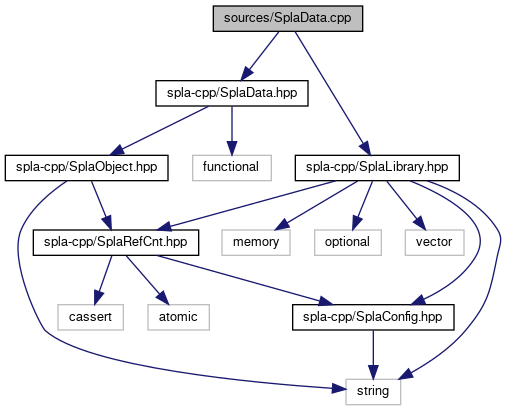 sources/SplaData.cpp
spla-cpp/SplaData.hpp
spla-cpp/SplaObject.hpp
functional
spla-cpp/SplaLibrary.hpp
spla-cpp/SplaRefCnt.hpp
memory
optional
vector
cassert
atomic
spla-cpp/SplaConfig.hpp
string